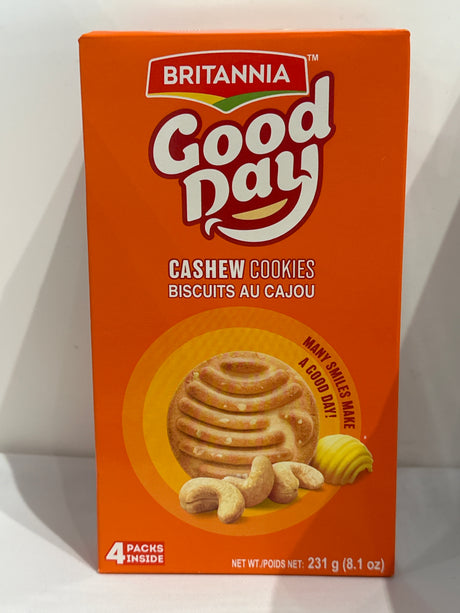 BRITANNIA
TM
Good
Day
CASHEW COOKIES
BISCUITS AU CAJOU
MANY SMILES MAKE
A GOOD DAY!
4 PACKS
INSIDE
NET WT./POIDS NET: 231 g (8.1 oz)